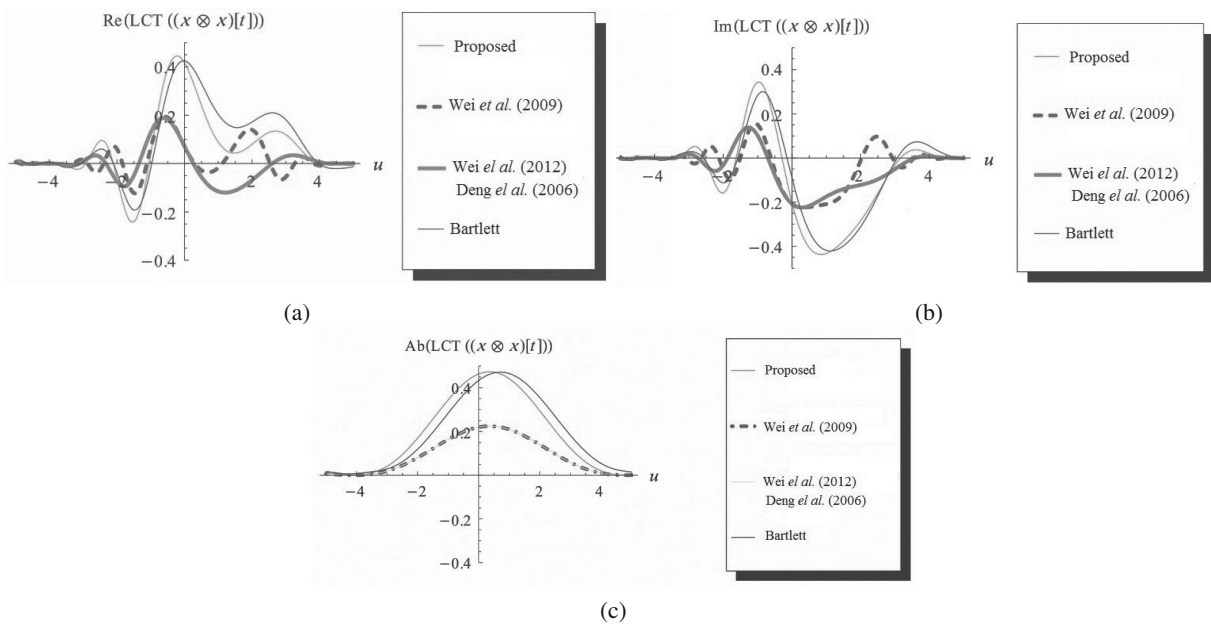 Re(LCT ((x ⊗ x)[t]))
0.4
0.2
−0.2
−0.4
−4
−2
2
4
u
Proposed
Wei et al. (2009)
Wei el al. (2012)
Deng el al. (2006)
Bartlett
(a)
Im(LCT ((x ⊗ x)[t]))
0.4
0.2
−0.2
−0.4
−4
−2
2
4
u
Proposed
Wei et al. (2009)
Wei el al. (2012)
Deng el al. (2006)
Bartlett
(b)
Ab(LCT ((x ⊗ x)[t]))
0.4
0.2
−0.2
−0.4
−4
−2
2
4
u
Proposed
Wei et al. (2009)
Wei el al. (2012)
Deng el al. (2006)
Bartlett
(c)